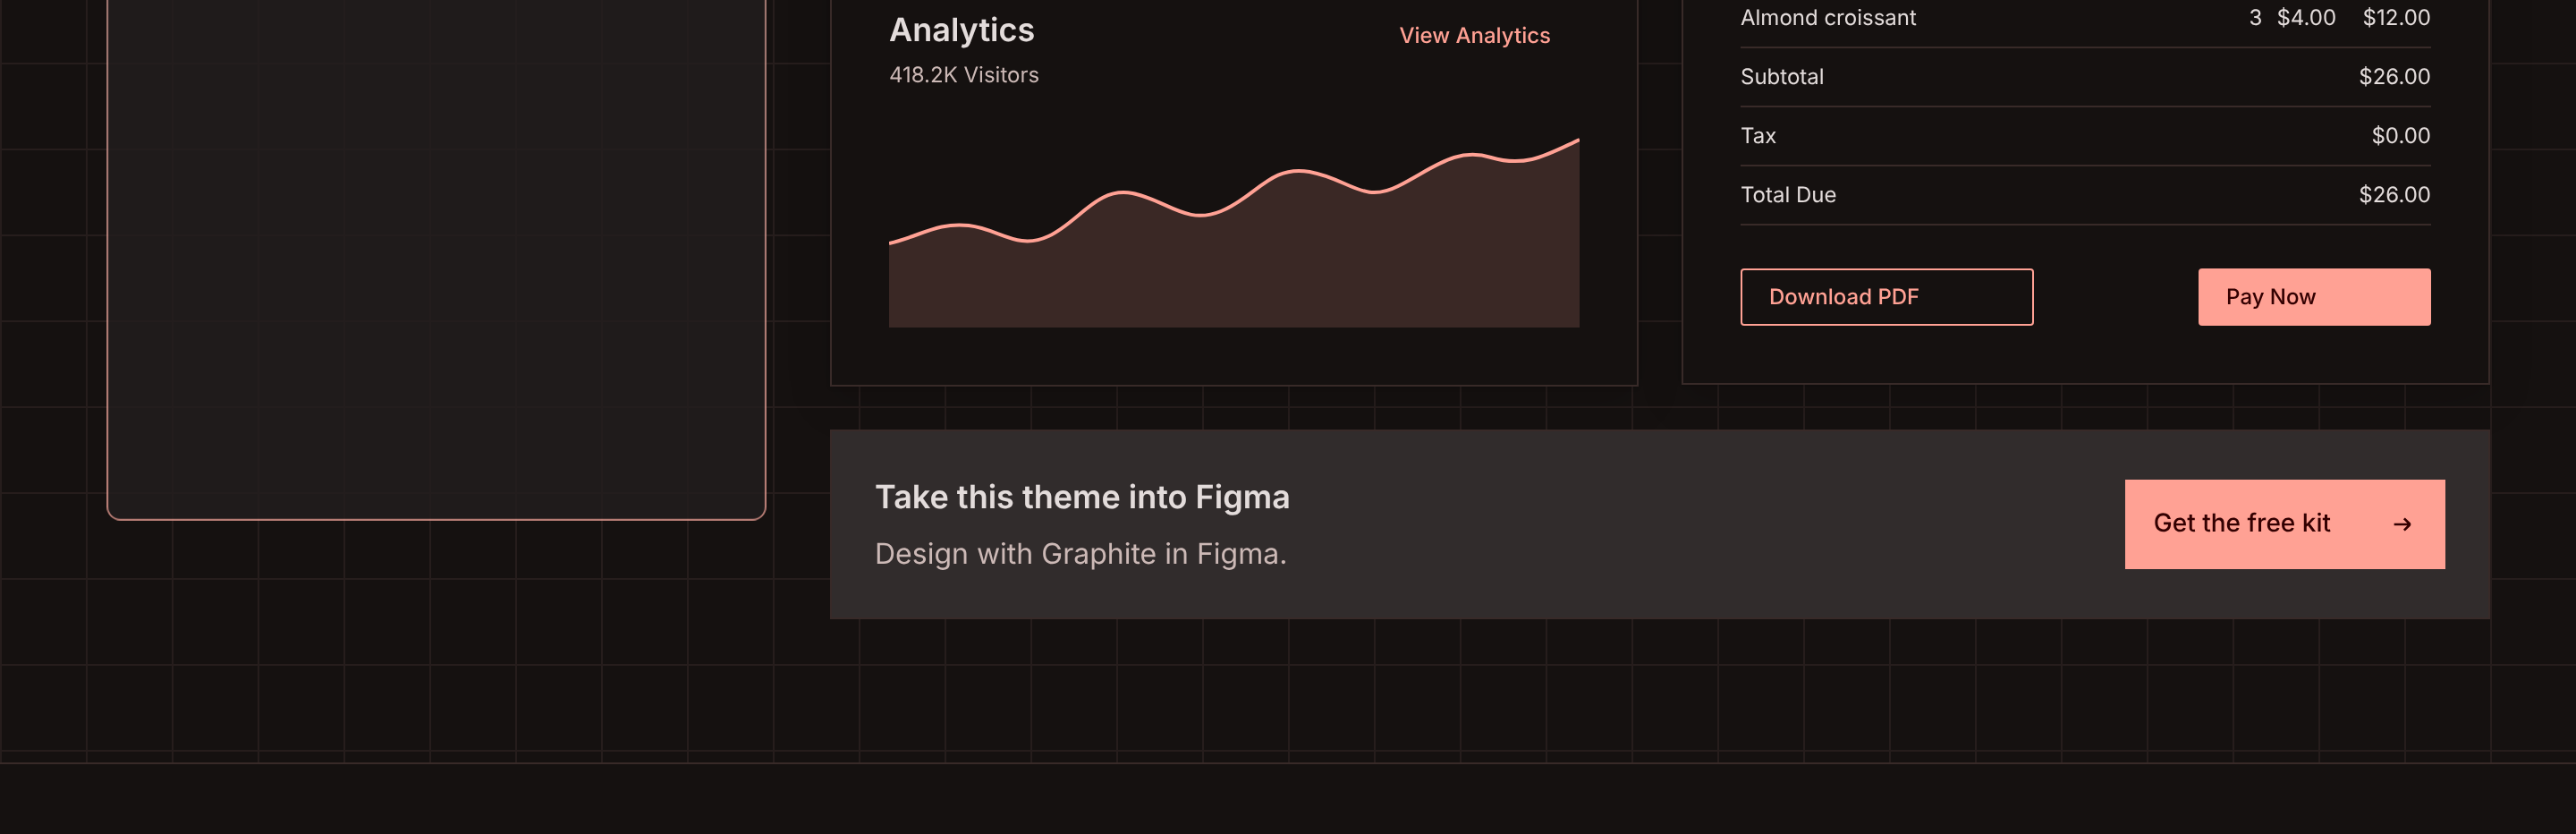 Analytics
View Analytics
418.2K Visitors
Almond croissant 3 $4.00 $12.00
Subtotal $26.00
Tax $0.00
Total Due $26.00
Download PDF
Pay Now
Take this theme into Figma
Design with Graphite in Figma.
Get the free kit →